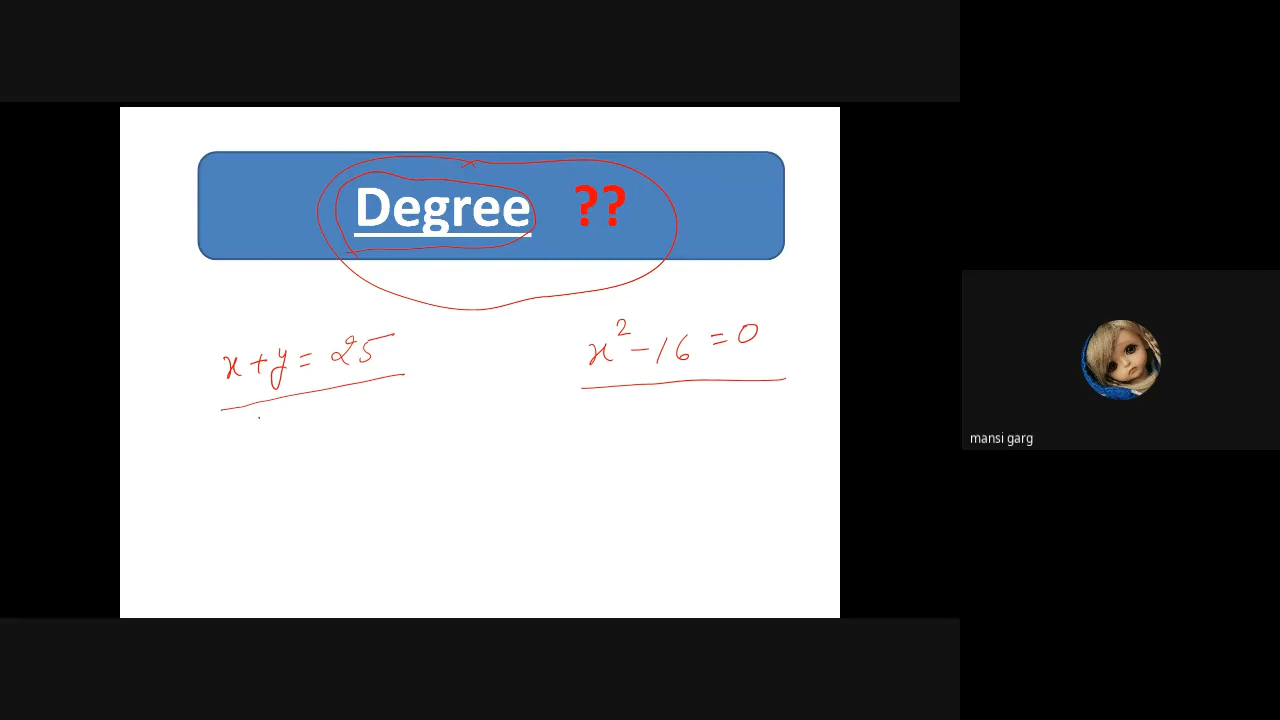 Degree ??
x + y = 25
x² - 16 = 0
mansi garg